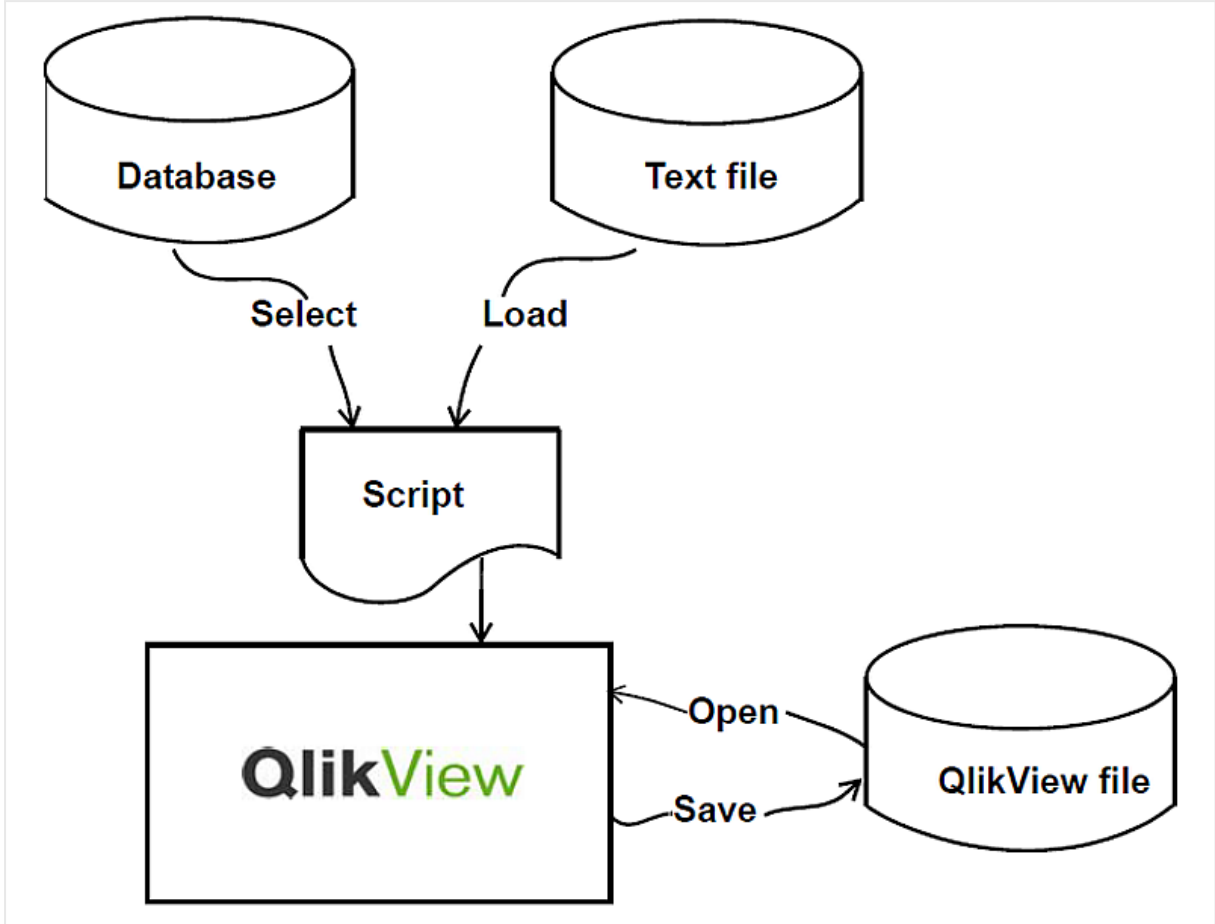 Database
Text file
Select
Load
Script
Open
QlikView
QlikView file
Save